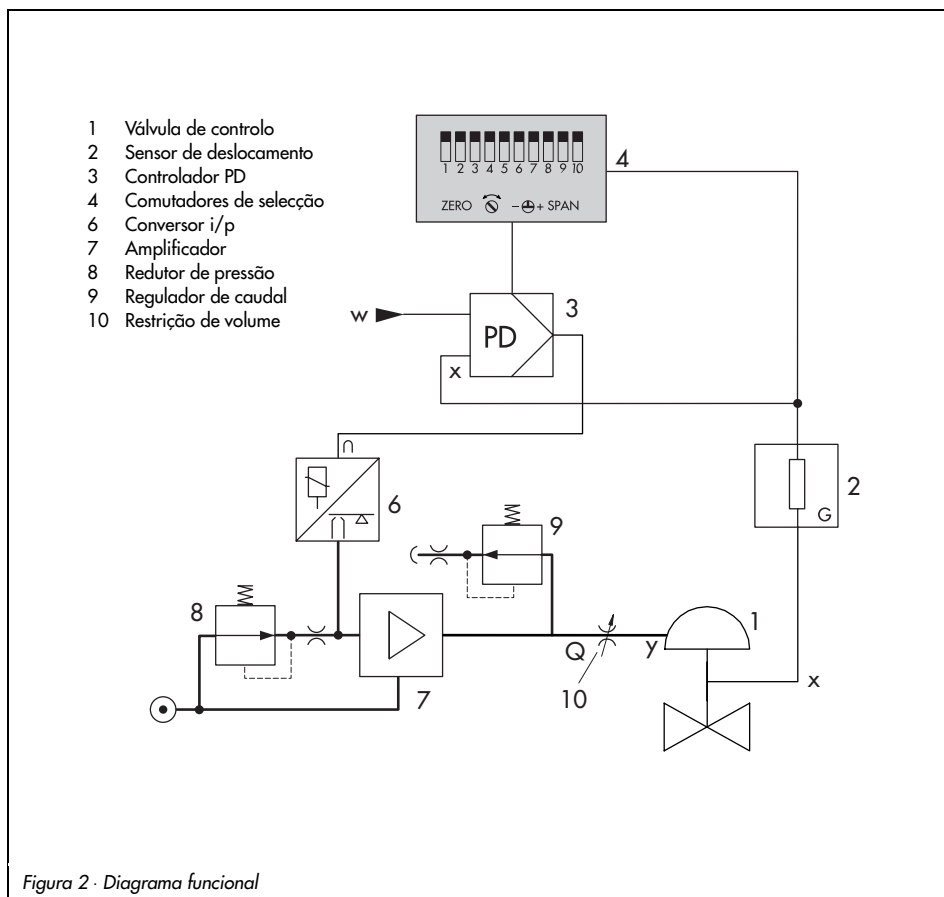 1 Válvula de controlo
2 Sensor de deslocamento
3 Controlador PD
4 Comutadores de selecção
6 Conversor i/p
7 Amplificador
8 Redutor de pressão
9 Regulador de caudal
10 Restrição de volume
1 2 3 4 5 6 7 8 9 10
ZERO - + SPAN
4
3
w
PD
x
2
G
6
9
8
7
Q
10
y
1
x
Figura 2 · Diagrama funcional